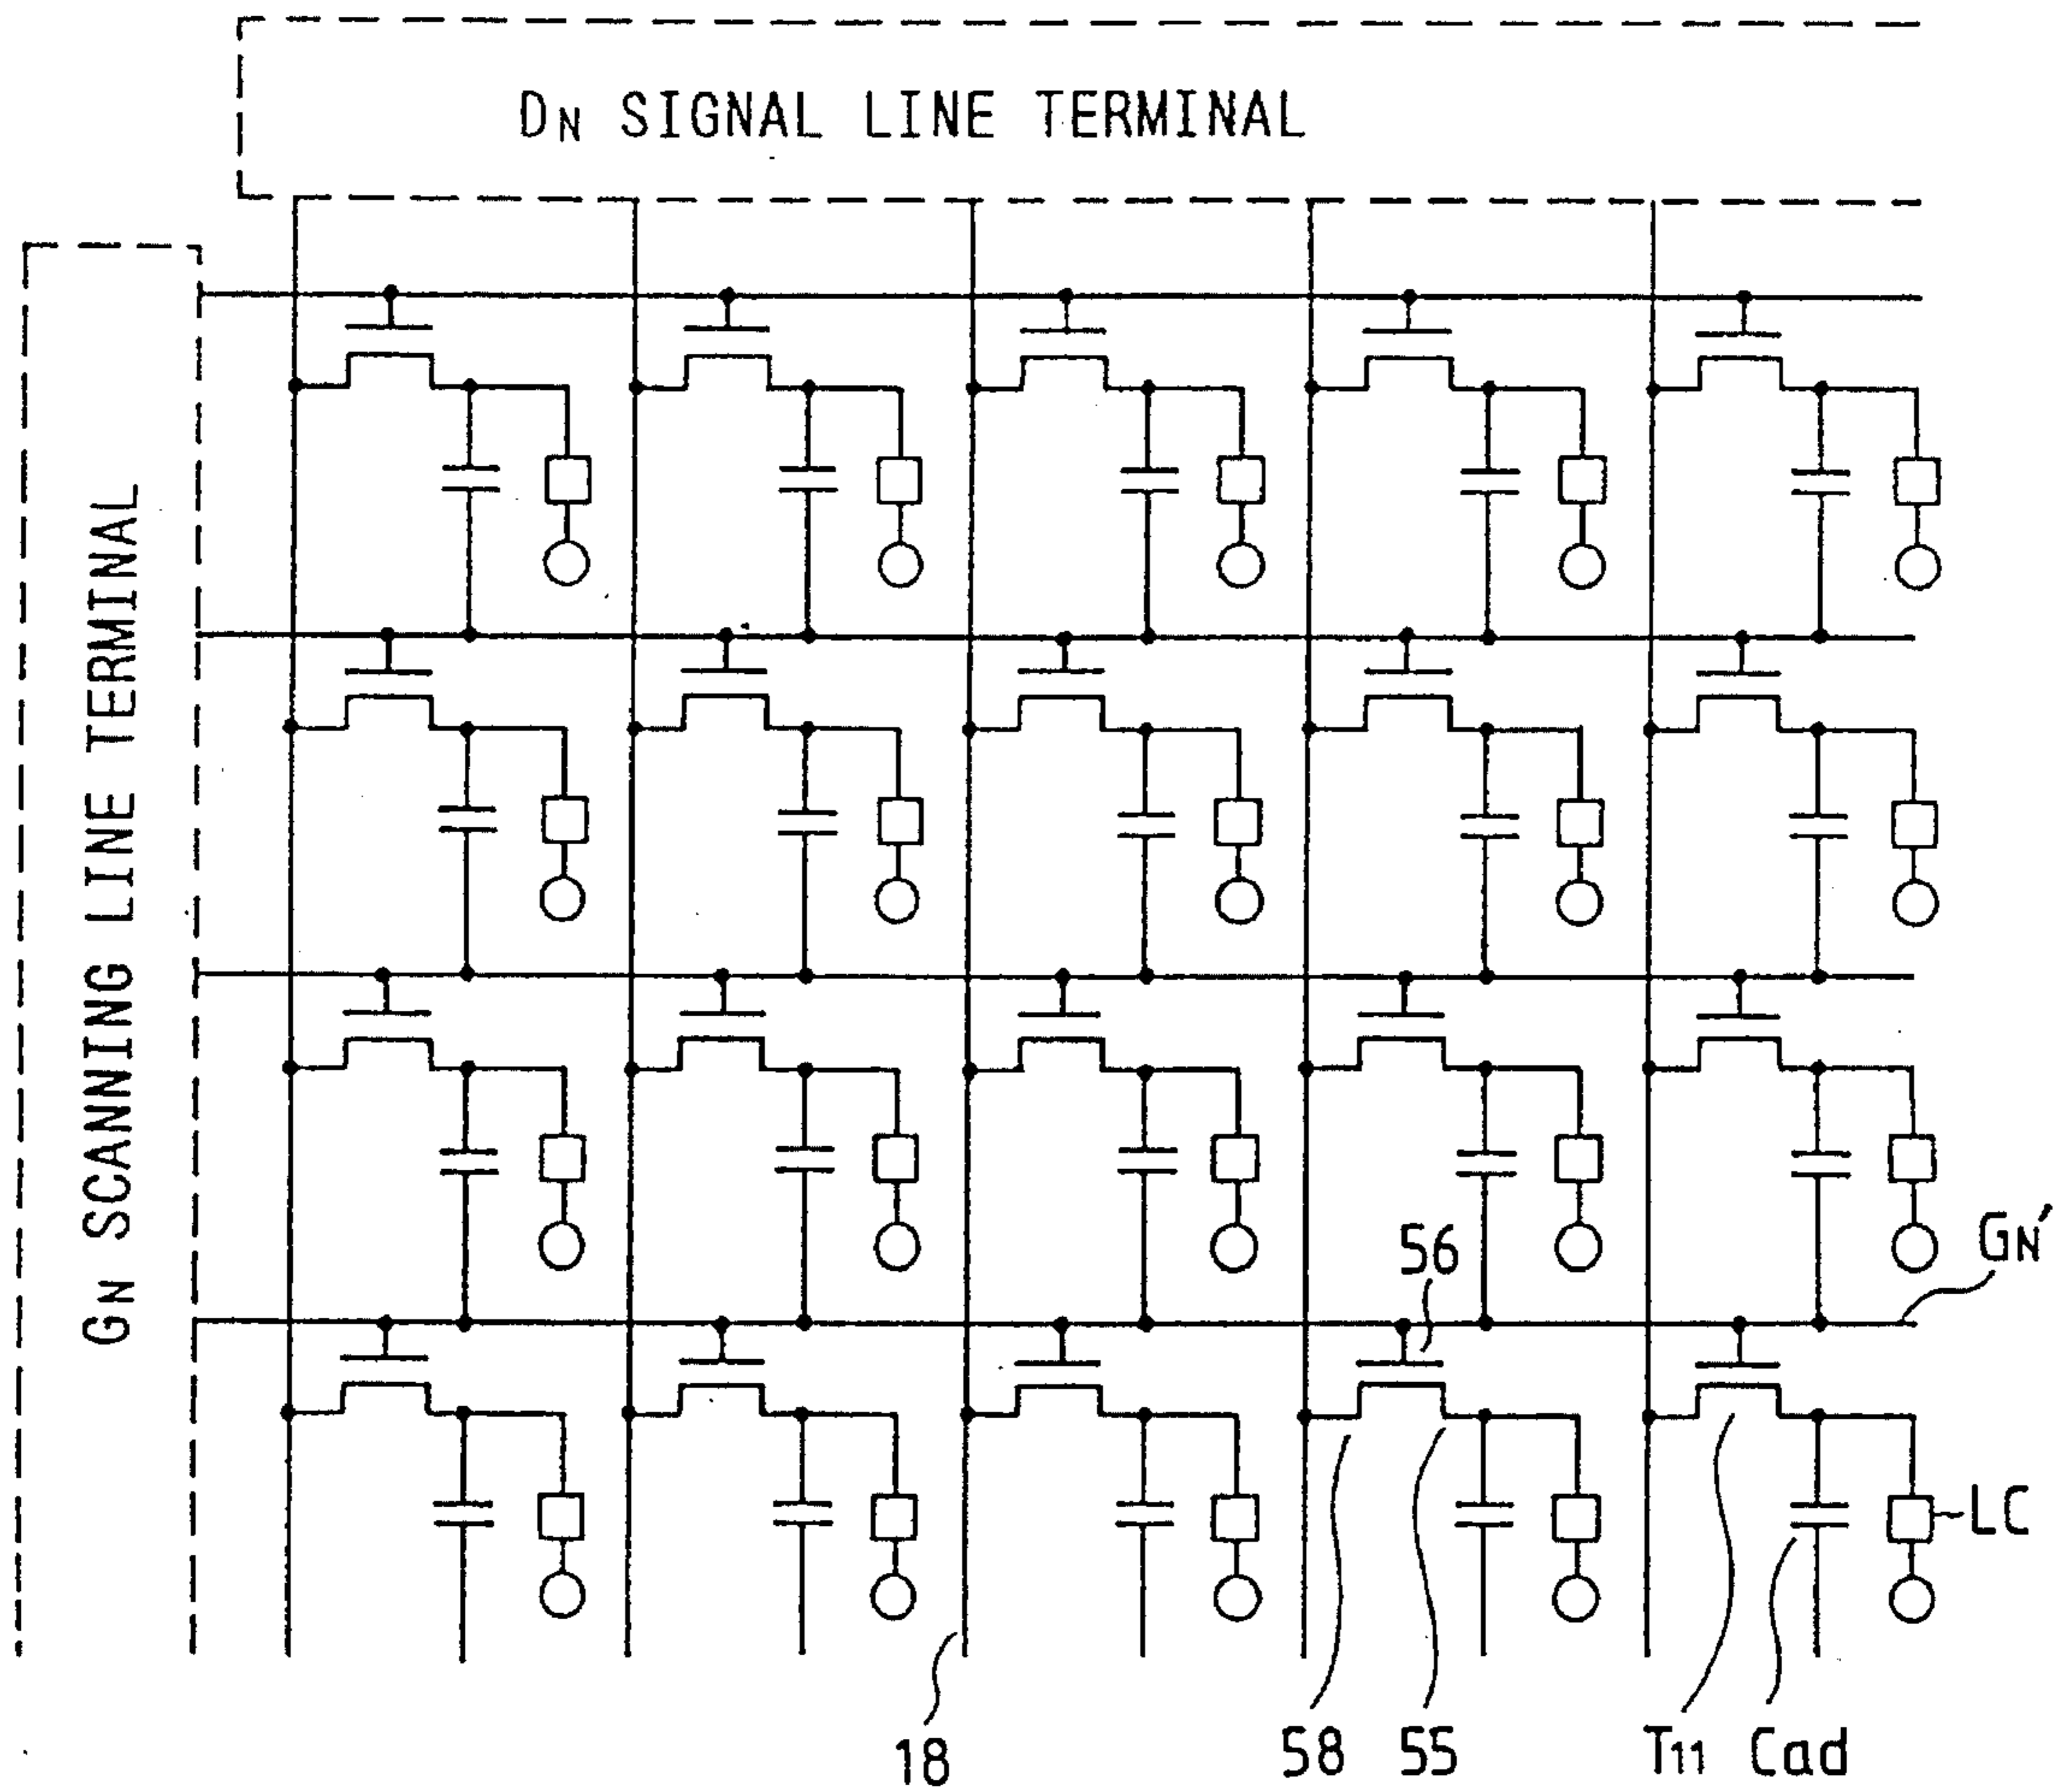 DN SIGNAL LINE TERMINAL
GN SCANNING LINE TERMINAL
56
GN'
LC
18
58
55
T11
Cad